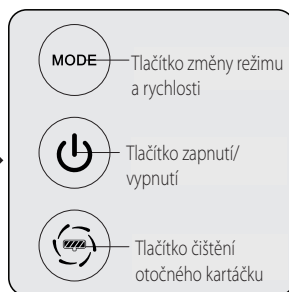 MODE
Tlačítko změny režimu
a rychlosti
Tlačítko zapnutí/
vypnutí
Tlačítko čištění
otočného kartáčku